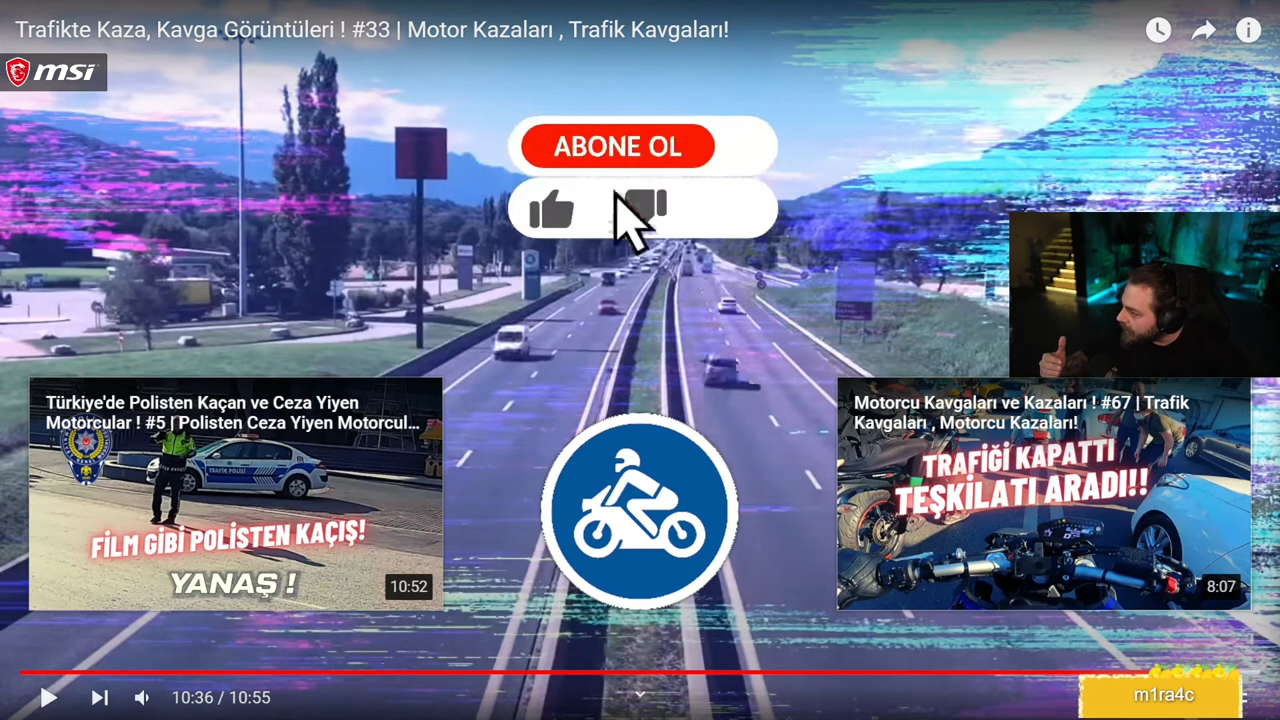 Trafikte Kaza, Kavga Görüntüleri ! #33 | Motor Kazaları , Trafik Kavgaları!
msi
ABONE OL
Türkiye'de Polisten Kaçan ve Ceza Yiyen
Motorcular ! #5 | Polisten Ceza Yiyen Motorcul...
TRAFİK POLİSİ
FİLM GİBİ POLİSTEN KAÇIŞ!
YANAŞ !
10:52
Motorcu Kavgaları ve Kazaları ! #67 | Trafik
Kavgaları , Motorcu Kazaları!
TRAFİĞİ KAPATTI
TEŞKİLATI ARADI!!
8:07
10:36 / 10:55
m1ra4c